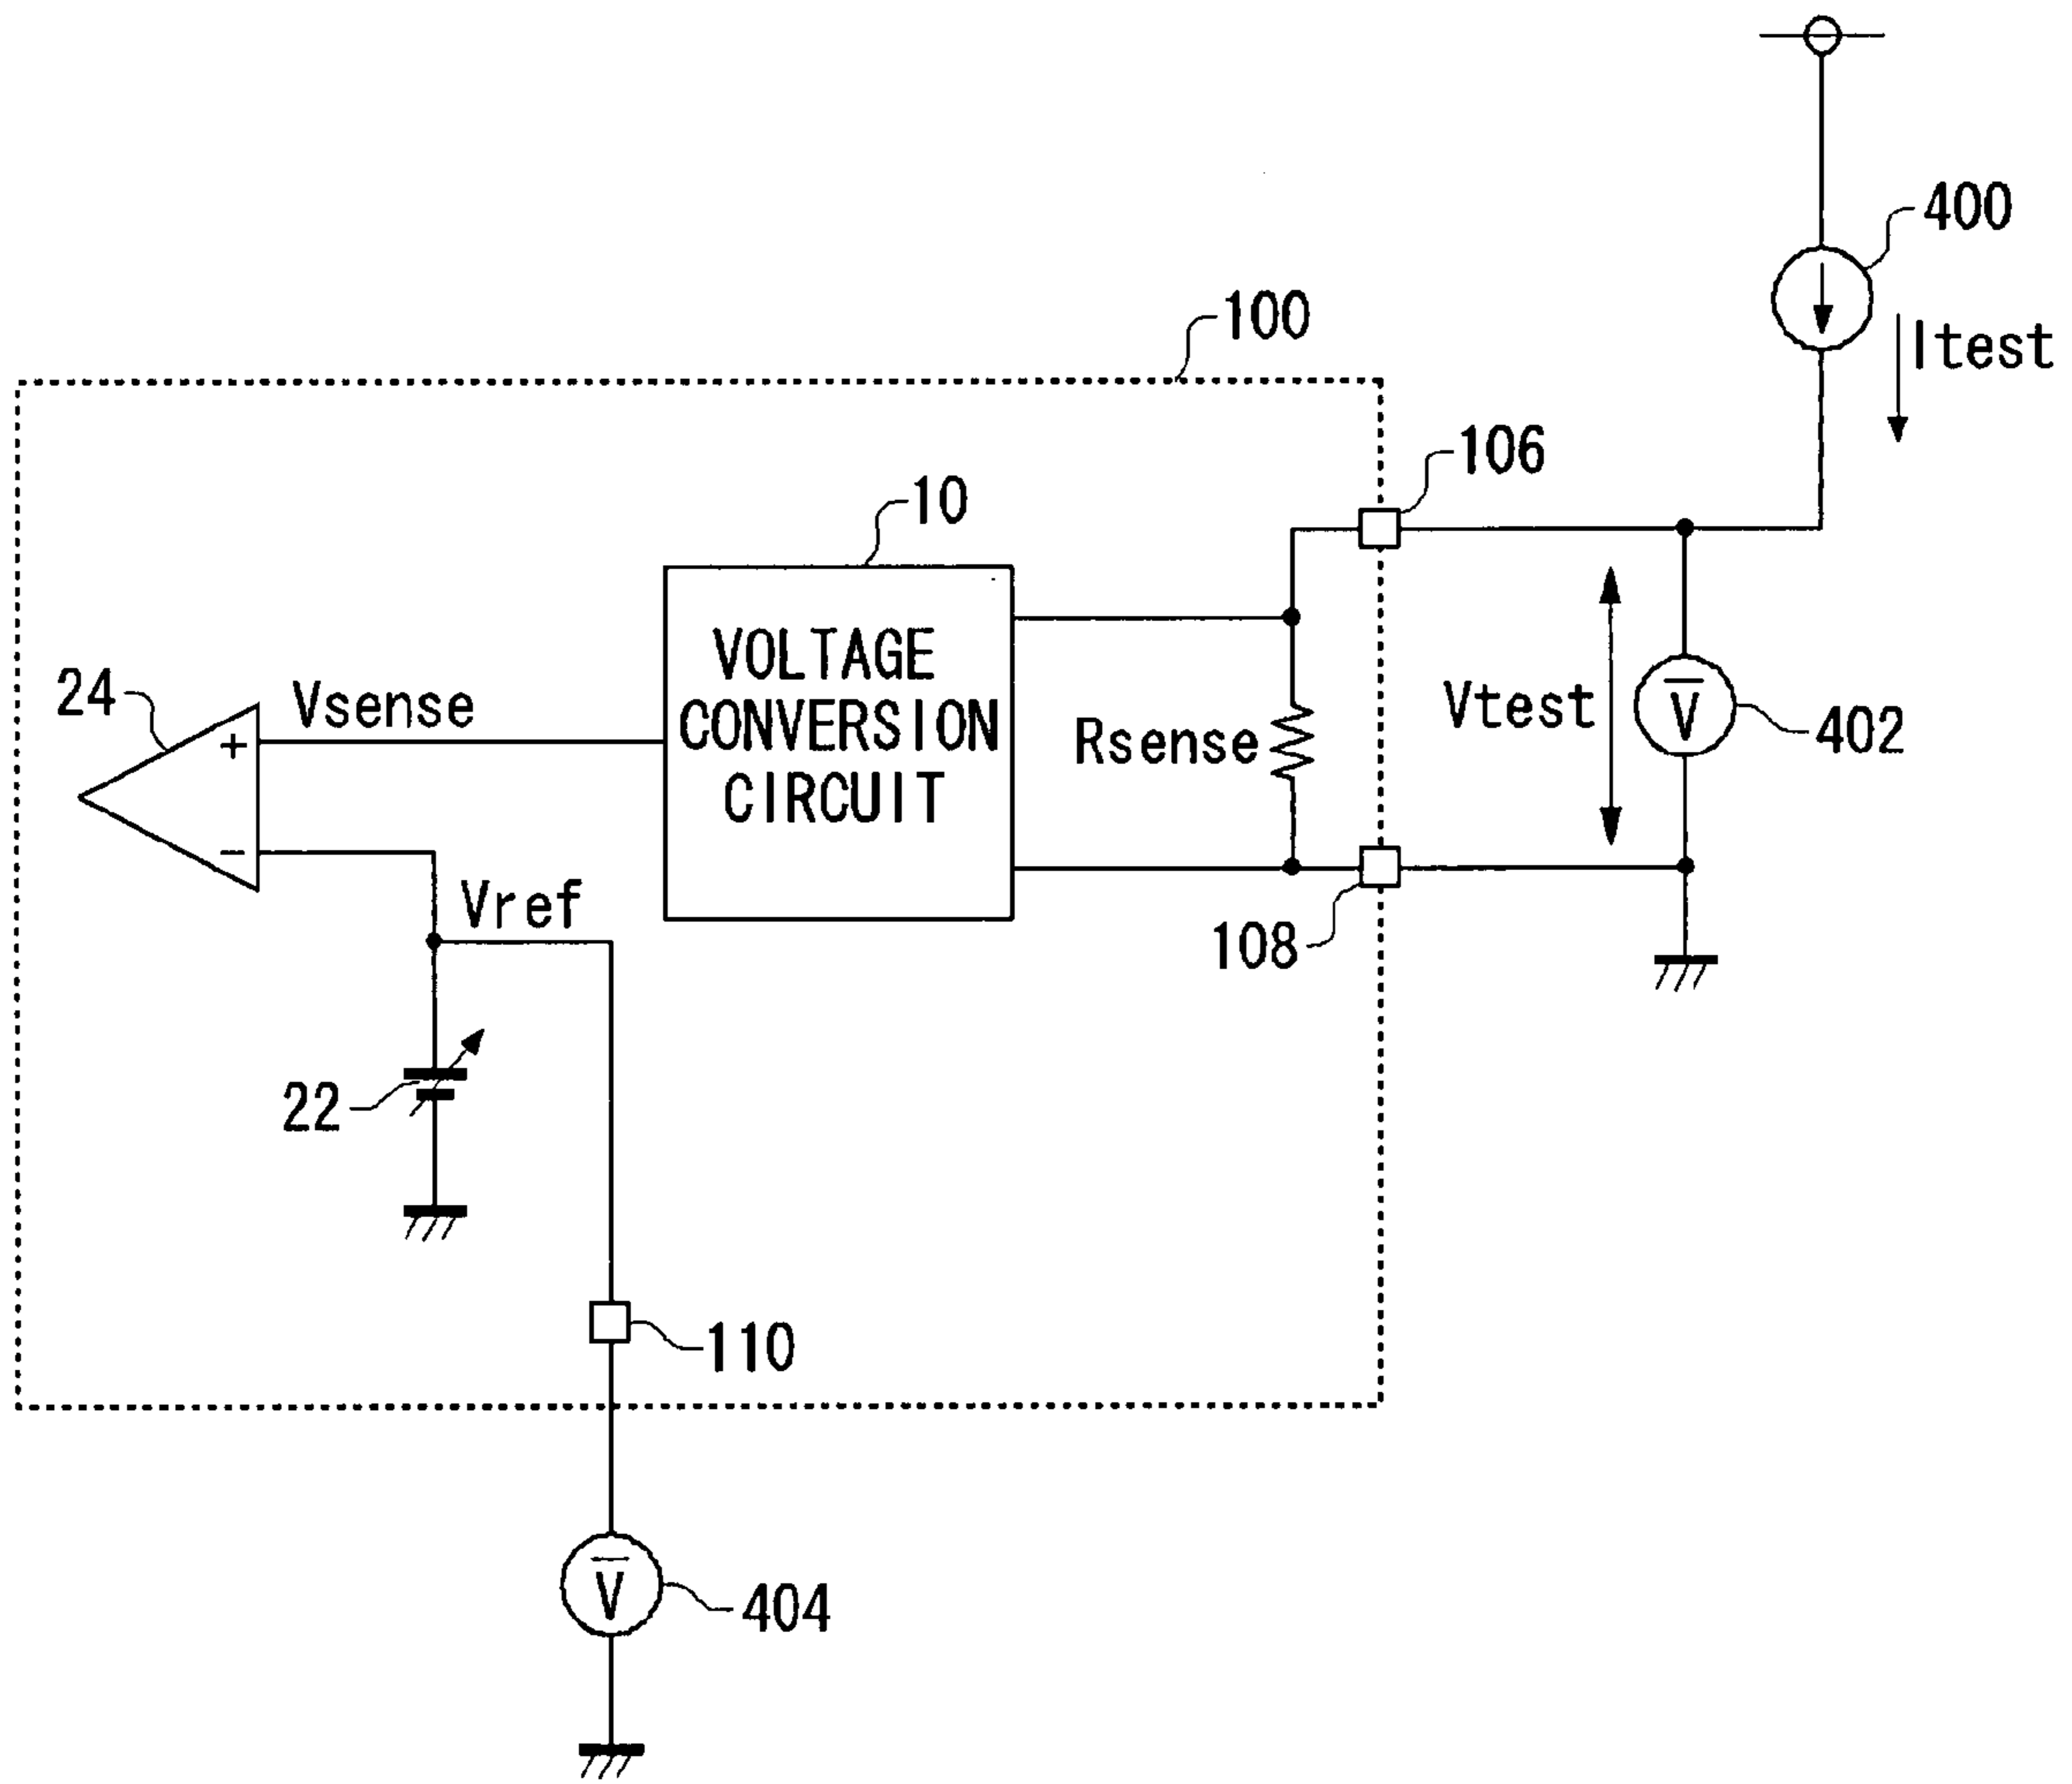 400
Itest
100
106
10
VOLTAGE
CONVERSION
CIRCUIT
24
Vsense
+
Rsense
Vtest
V
402
−
Vref
108
22
110
V
404